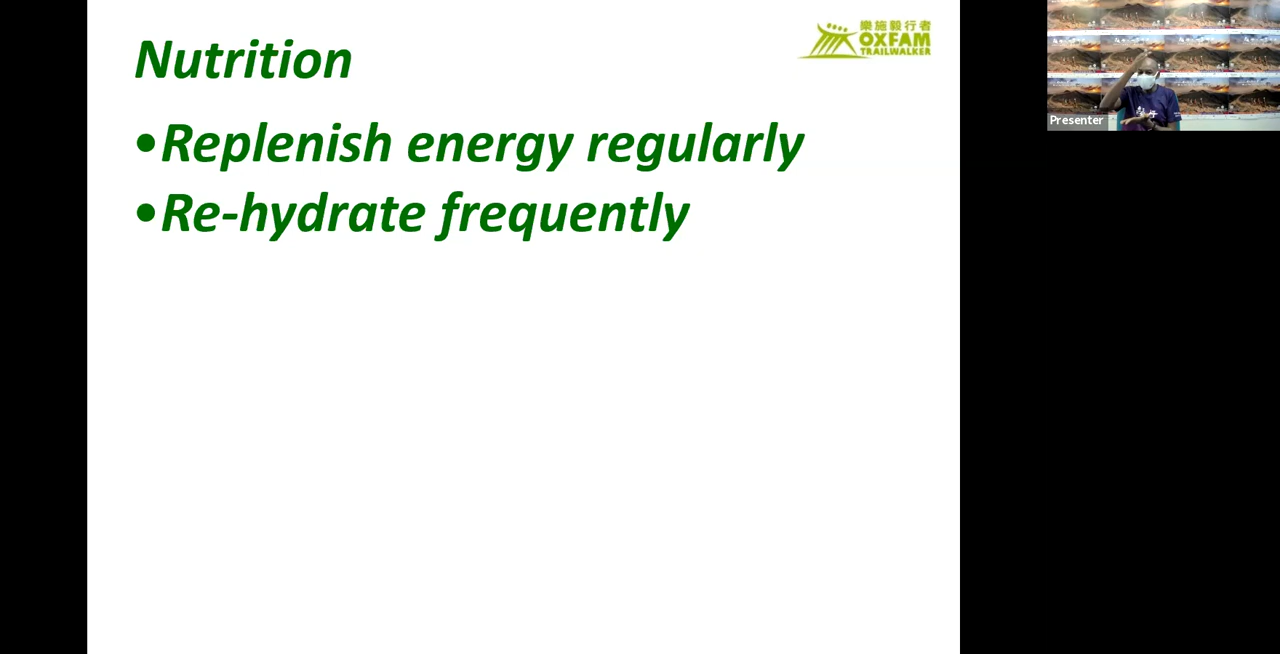 Nutrition
樂施毅行者
OXFAM
TRAILWALKER
•Replenish energy regularly
•Re-hydrate frequently
Presenter